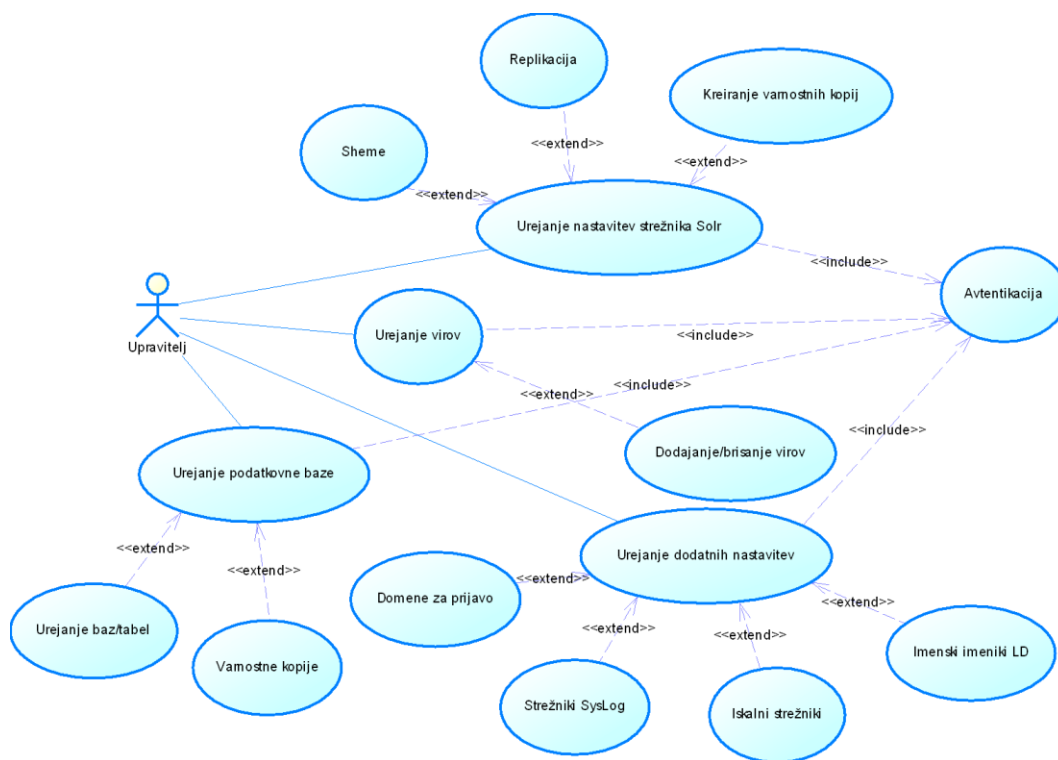 Replikacija
Kreiranje varnostnih kopij
Sheme
<<extend>>
<<extend>>
<<extend>>
Urejanje nastavitev strežnika Solr
<<include>>
Avtentikacija
Upravitelj
Urejanje virov
<<include>>
<<include>>
<<extend>>
<<include>>
Dodajanje/brisanje virov
Urejanje podatkovne baze
<<extend>>
<<extend>>
Urejanje baz/tabel
Varnostne kopije
Urejanje dodatnih nastavitev
Domene za prijavo
<<extend>>
<<extend>>
<<extend>>
<<extend>>
Imenski imeniki LD
Strežniki SysLog
Iskalni strežniki